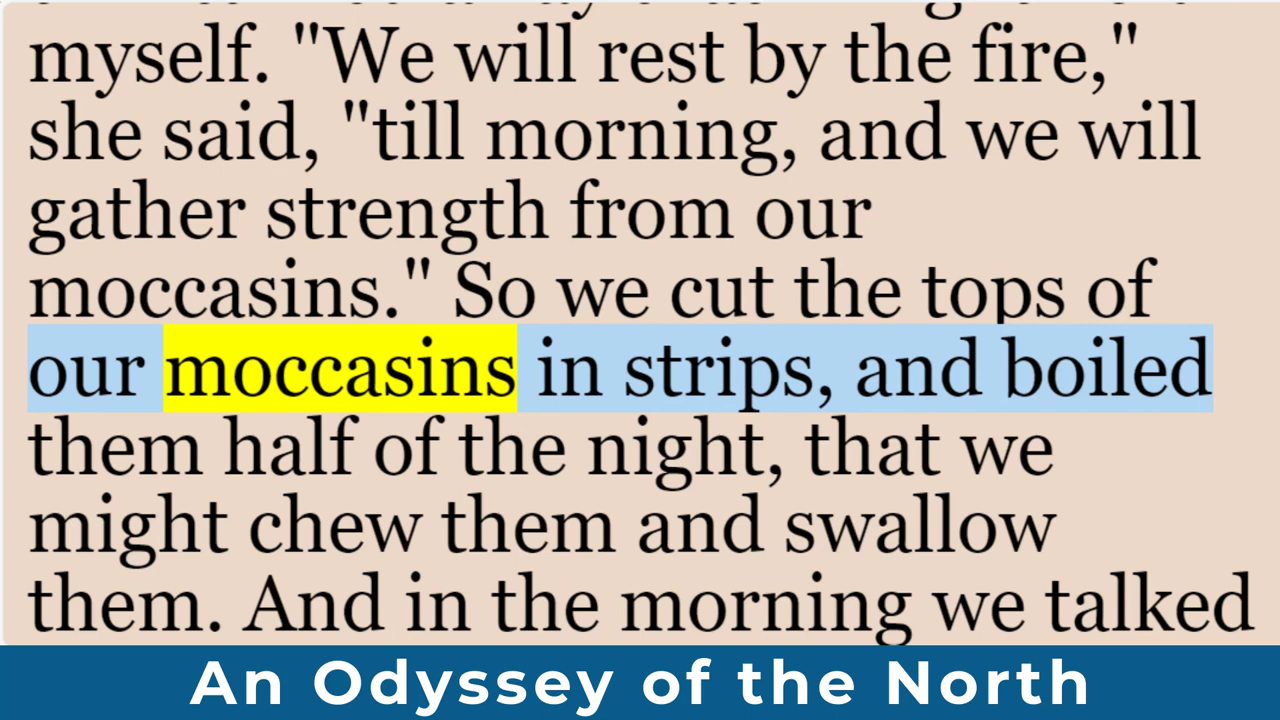 myself. "We will rest by the fire,"
she said, "till morning, and we will
gather strength from our
moccasins." So we cut the tops of
our moccasins in strips, and boiled
them half of the night, that we
might chew them and swallow
them. And in the morning we talked
An Odyssey of the North